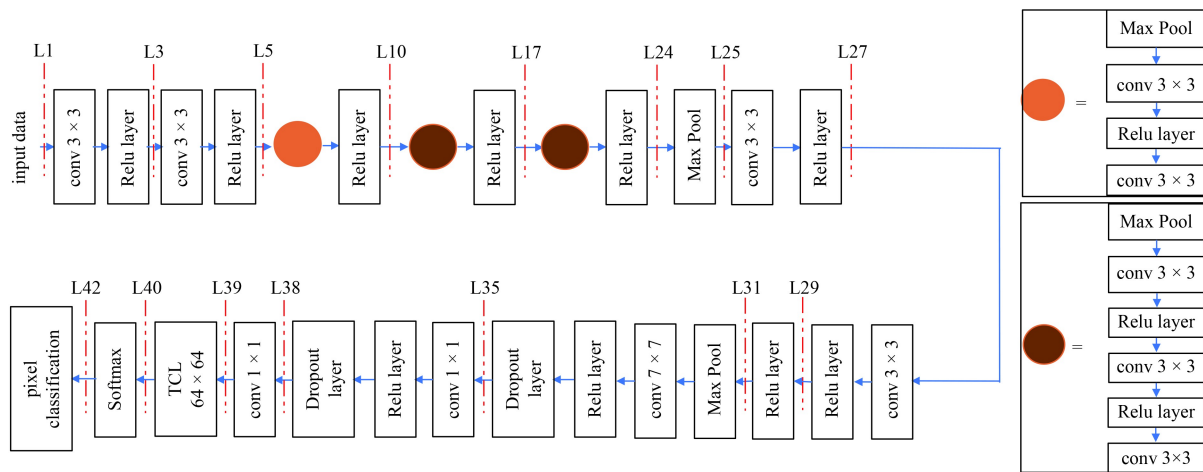 L1
L3
L5
L10
L17
L24
L25
L27
input data
conv 3 × 3
Relu layer
conv 3 × 3
Relu layer
Relu layer
Relu layer
Relu layer
Max Pool
conv 3 × 3
Relu layer
=
Max Pool
conv 3 × 3
Relu layer
conv 3 × 3
L42
L40
L39
L38
L35
L31
L29
pixel
classification
Softmax
TCL
64 × 64
conv 1 × 1
Dropout
layer
Relu layer
conv 1 × 1
Dropout
layer
Relu layer
conv 7 × 7
Max Pool
Relu layer
Relu layer
conv 3 × 3
=
Max Pool
conv 3 × 3
Relu layer
conv 3 × 3
Relu layer
conv 3×3